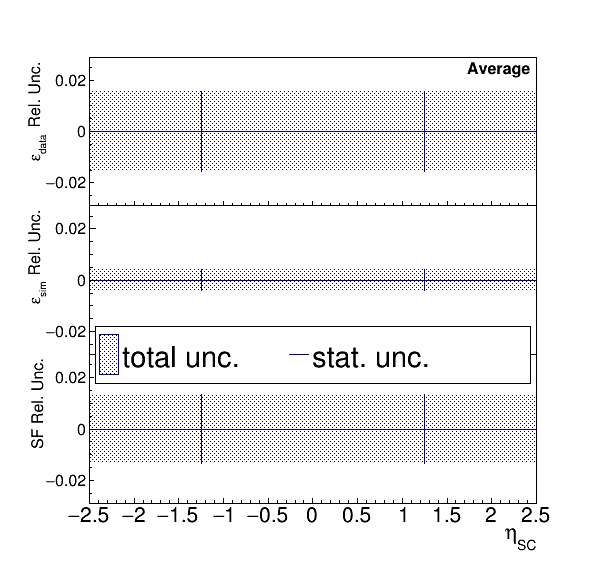 Average
ε_data Rel. Unc.
0.02
0
−0.02
ε_sim Rel. Unc.
0.02
0
−0.02
total unc. stat. unc.
SF Rel. Unc.
0.02
0
−0.02
−2.5 −2 −1.5 −1 −0.5 0 0.5 1 1.5 2 2.5
η_SC